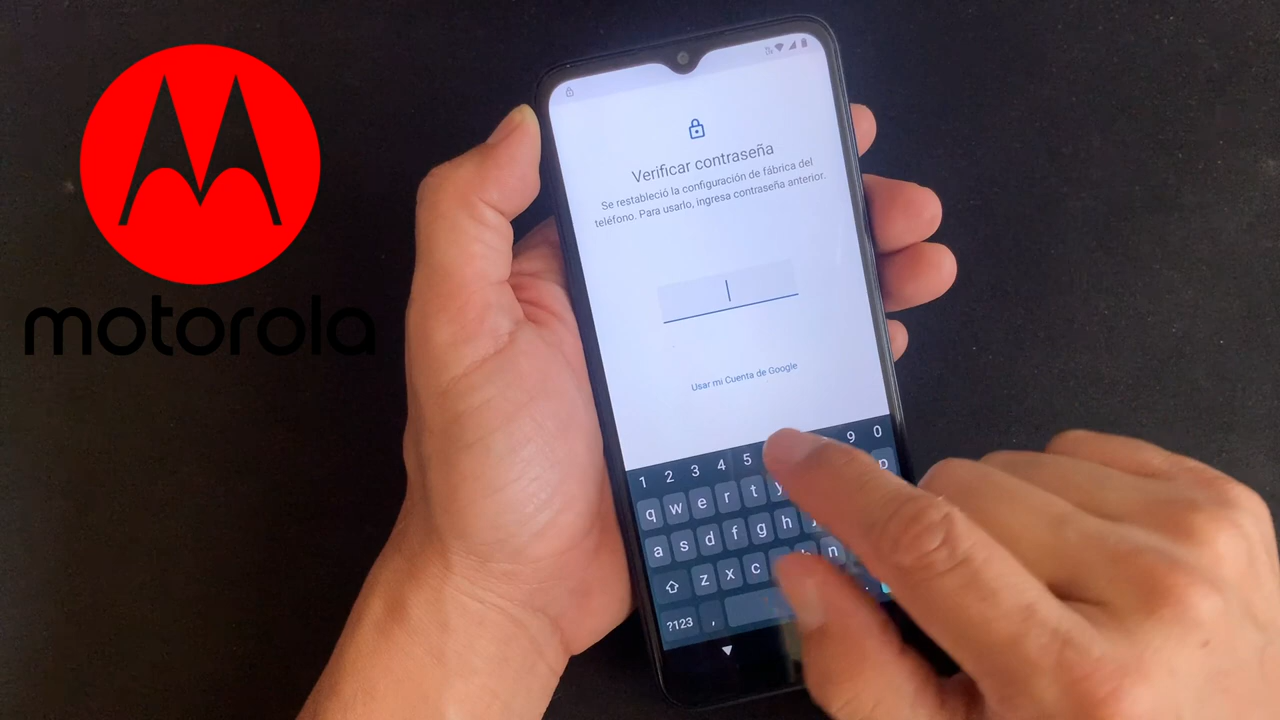 motorola
Verificar contraseña
Se restableció la configuración de fábrica del
teléfono. Para usarlo, ingresa contraseña anterior.
Usar mi Cuenta de Google
1 2 3 4 5 9 0
q w e r t y p
a s d f g h j
z x c b n
?123 , .